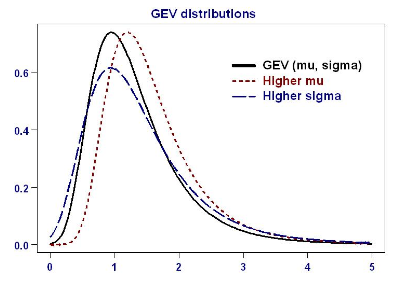 GEV distributions
GEV (mu, sigma)
Higher mu
Higher sigma
0.6
0.4
0.2
0.0
0 1 2 3 4 5